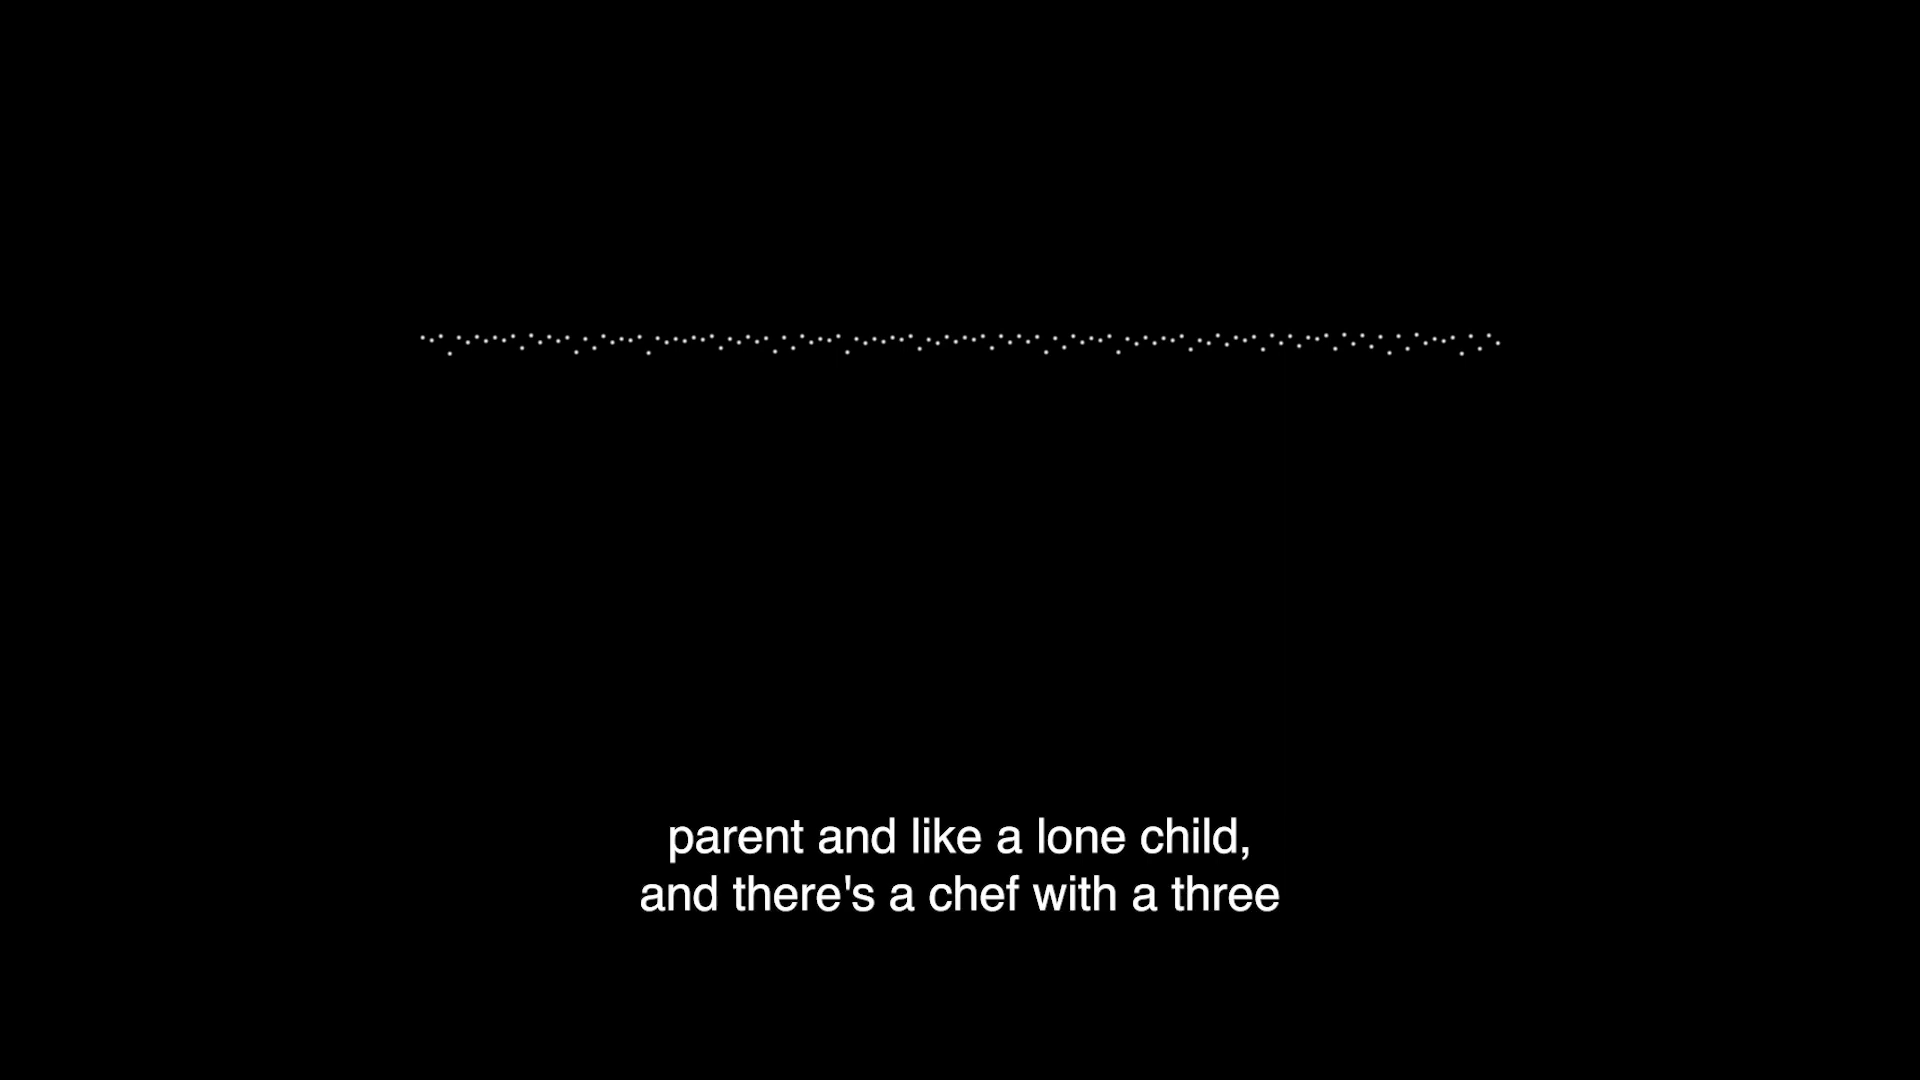 parent and like a lone child,
and there's a chef with a three